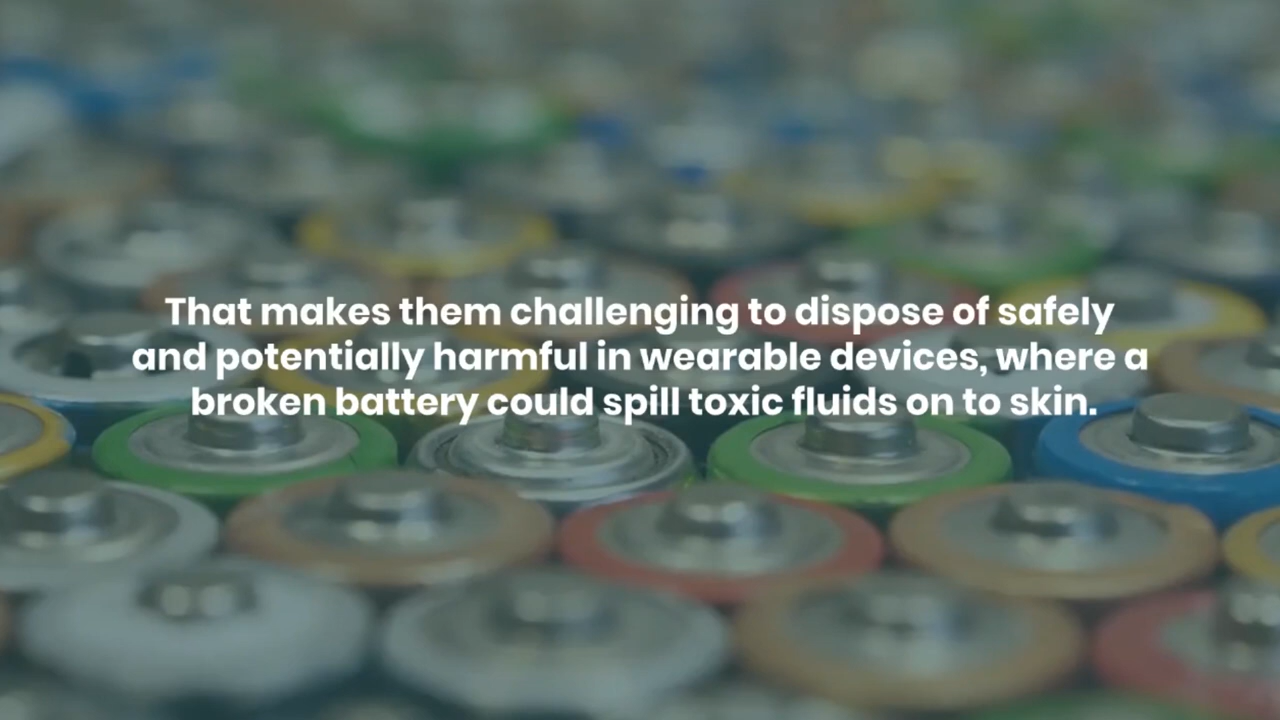 That makes them challenging to dispose of safely
and potentially harmful in wearable devices, where a
broken battery could spill toxic fluids on to skin.